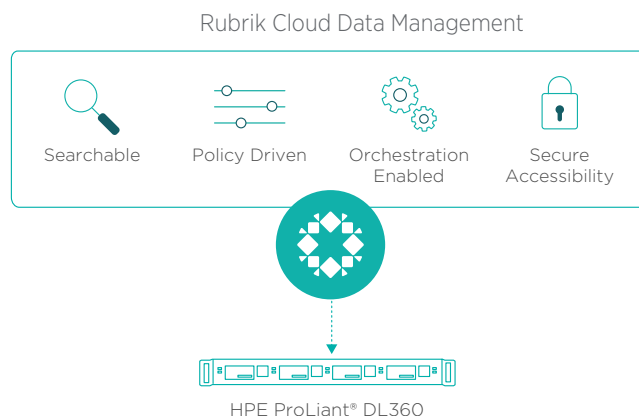 Rubrik Cloud Data Management
Searchable
Policy Driven
Orchestration
Enabled
Secure
Accessibility
HPE ProLiant® DL360